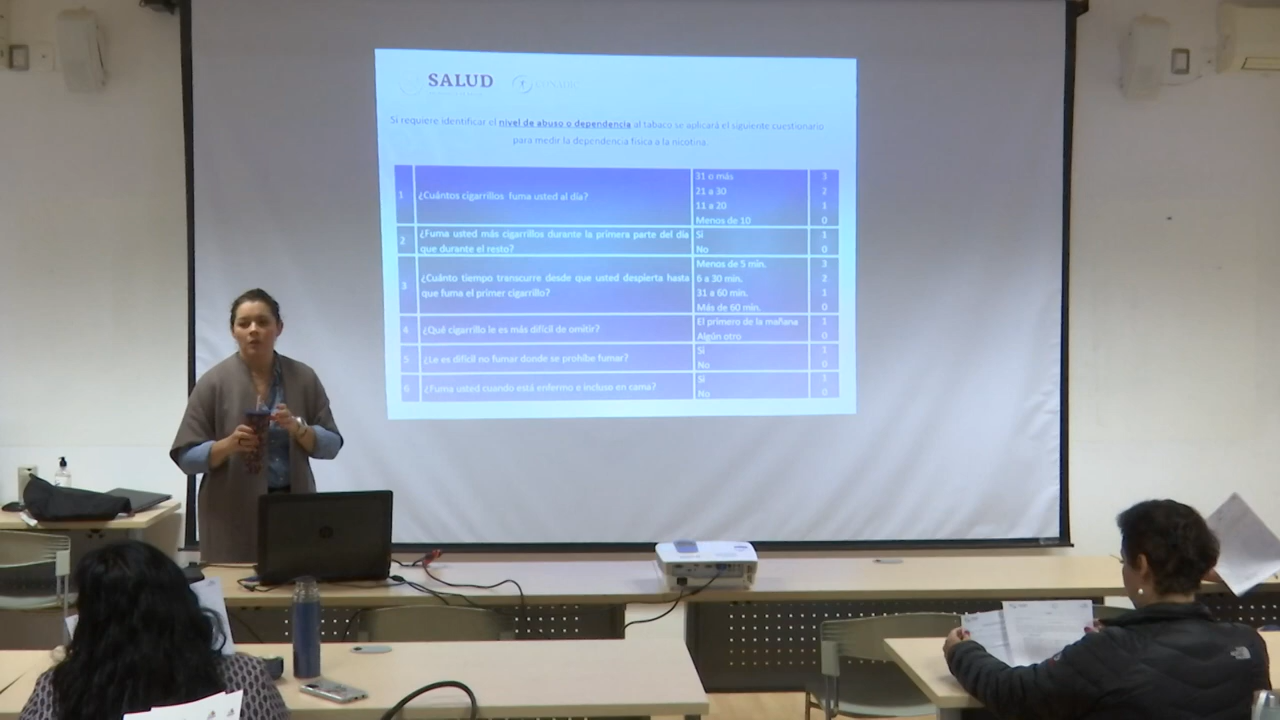 SALUD
CONADIC
Si requiere identificar el nivel de abuso o dependencia al tabaco se aplicará el siguiente cuestionario
para medir la dependencia física a la nicotina.
1 ¿Cuántos cigarrillos fuma usted al día?
31 o más 3
21 a 30 2
11 a 20 1
Menos de 10 0
2 ¿Fuma usted más cigarrillos durante la primera parte del día
que durante el resto?
Si 1
No 0
3 ¿Cuánto tiempo transcurre desde que usted despierta hasta
que fuma el primer cigarrillo?
Menos de 5 min. 3
6 a 30 min. 2
31 a 60 min. 1
Más de 60 min. 0
4 ¿Qué cigarrillo le es más difícil de omitir?
El primero de la mañana 1
Algún otro 0
5 ¿Le es difícil no fumar donde se prohíbe fumar?
Si 1
No 0
6 ¿Fuma usted cuando está enfermo e incluso en cama?
Si 1
No 0